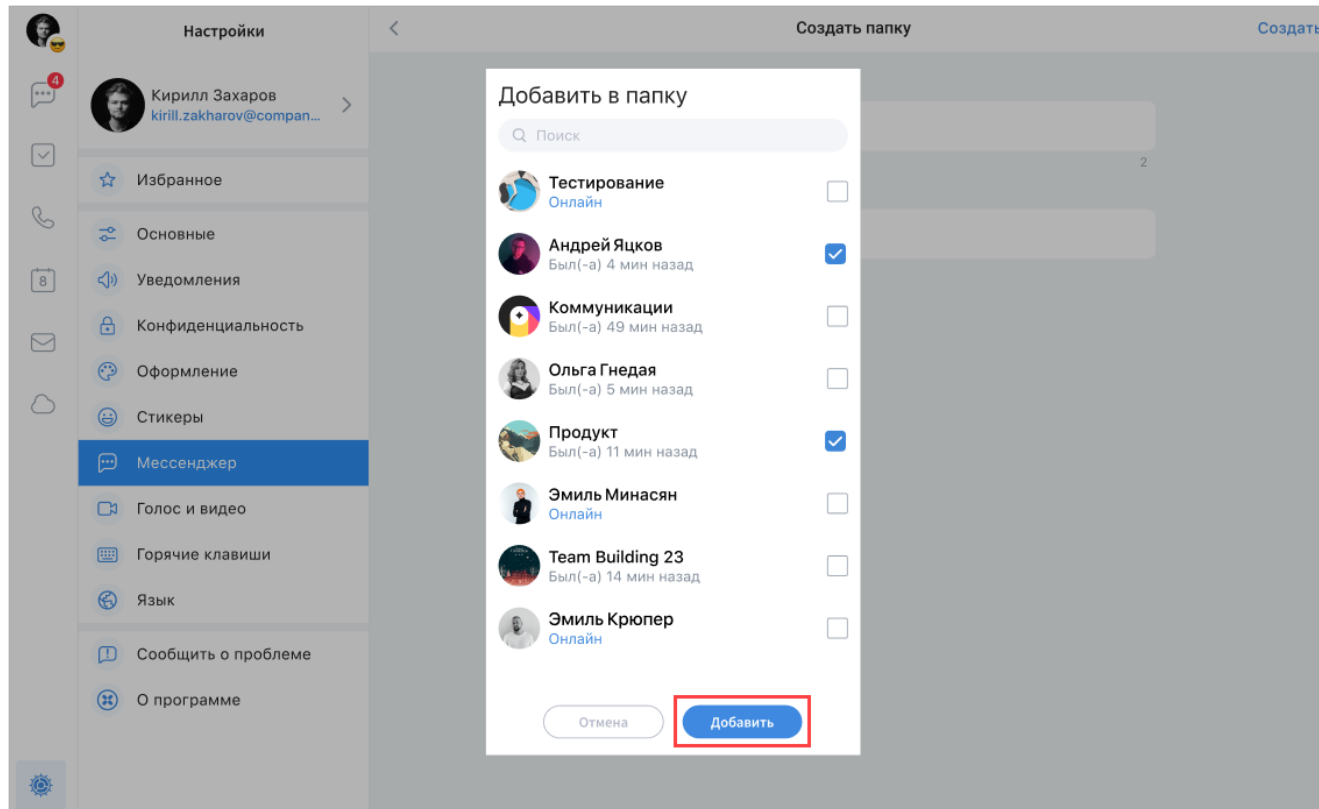 Настройки
Создать папку
Создать
4
Кирилл Захаров
kirill.zakharov@compan...
Избранное
Основные
Уведомления
8
Конфиденциальность
Оформление
Стикеры
Мессенджер
Голос и видео
Горячие клавиши
Язык
Сообщить о проблеме
О программе
2
Добавить в папку
Поиск
Тестирование
Онлайн
Андрей Яцков
Был(-а) 4 мин назад
Коммуникации
Был(-а) 49 мин назад
Ольга Гнедая
Был(-а) 5 мин назад
Продукт
Был(-а) 11 мин назад
Эмиль Минасян
Онлайн
Team Building 23
Был(-а) 14 мин назад
Эмиль Крюпер
Онлайн
Отмена
Добавить